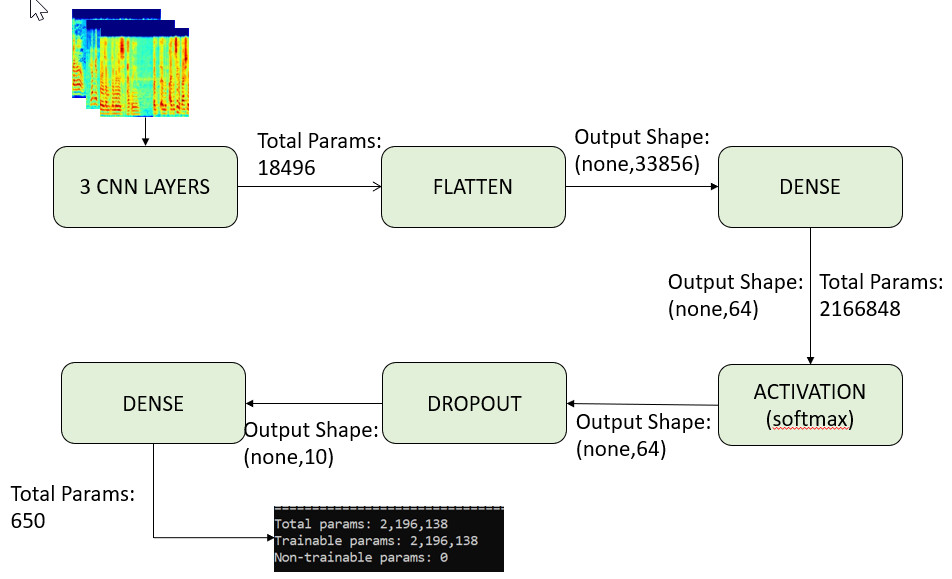 3 CNN LAYERS
Total Params:
18496
FLATTEN
Output Shape:
(none,33856)
DENSE
Output Shape:
(none,64)
Total Params:
2166848
ACTIVATION
(softmax)
Output Shape:
(none,64)
DROPOUT
Output Shape:
(none,10)
DENSE
Total Params:
650
Total params: 2,196,138
Trainable params: 2,196,138
Non-trainable params: 0